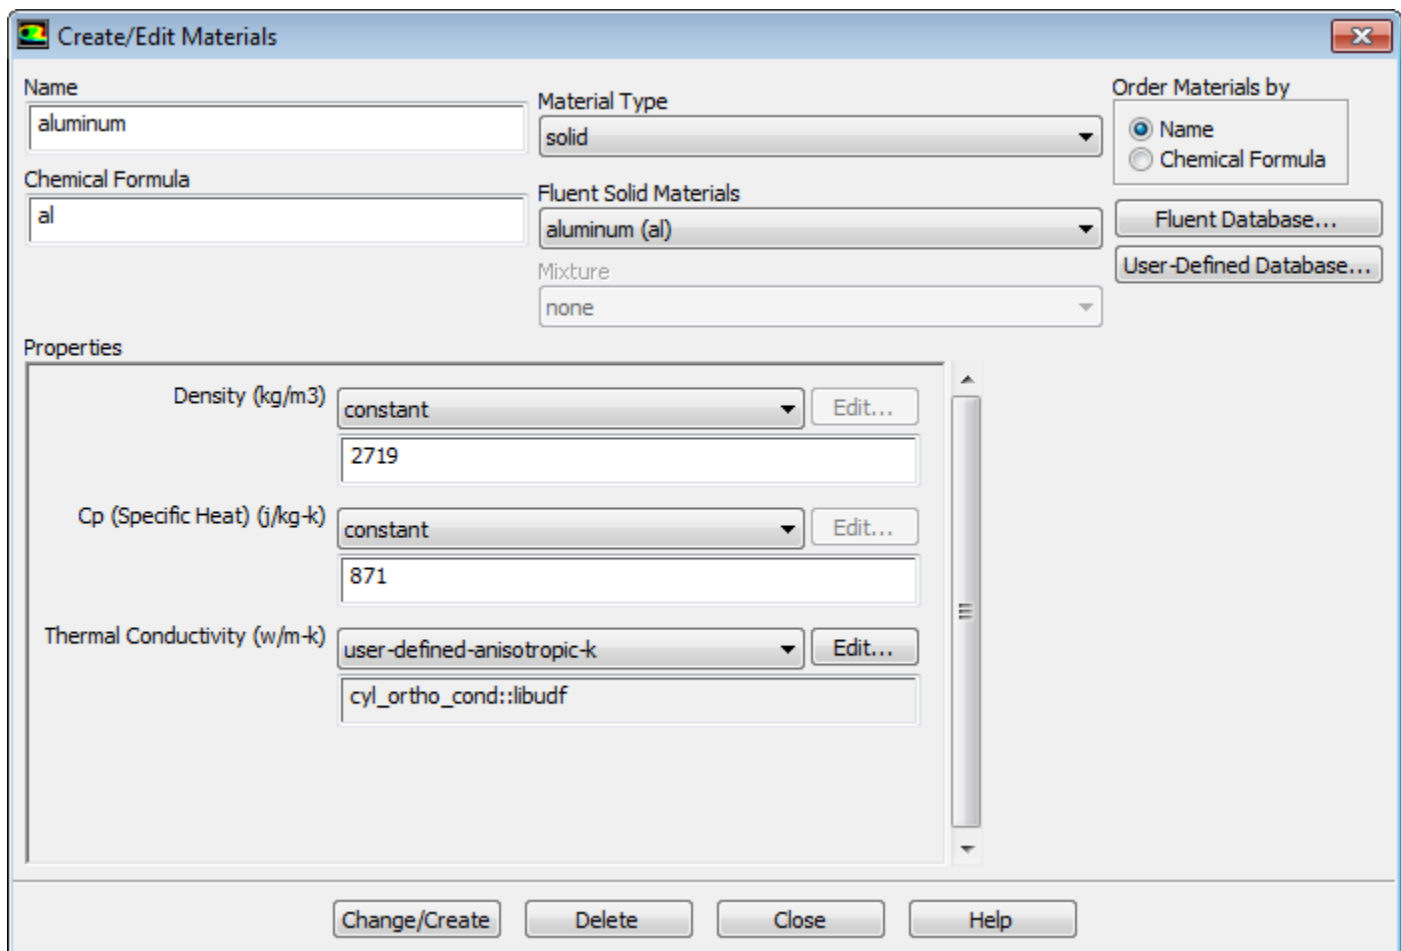 Create/Edit Materials
Name
aluminum
Chemical Formula
al
Material Type
solid
Fluent Solid Materials
aluminum (al)
Mixture
none
Order Materials by
Name
Chemical Formula
Fluent Database...
User-Defined Database...
Properties
Density (kg/m3)
constant
Edit...
2719
Cp (Specific Heat) (j/kg-k)
constant
Edit...
871
Thermal Conductivity (w/m-k)
user-defined-anisotropic-k
Edit...
cyl_ortho_cond::libudf
Change/Create
Delete
Close
Help